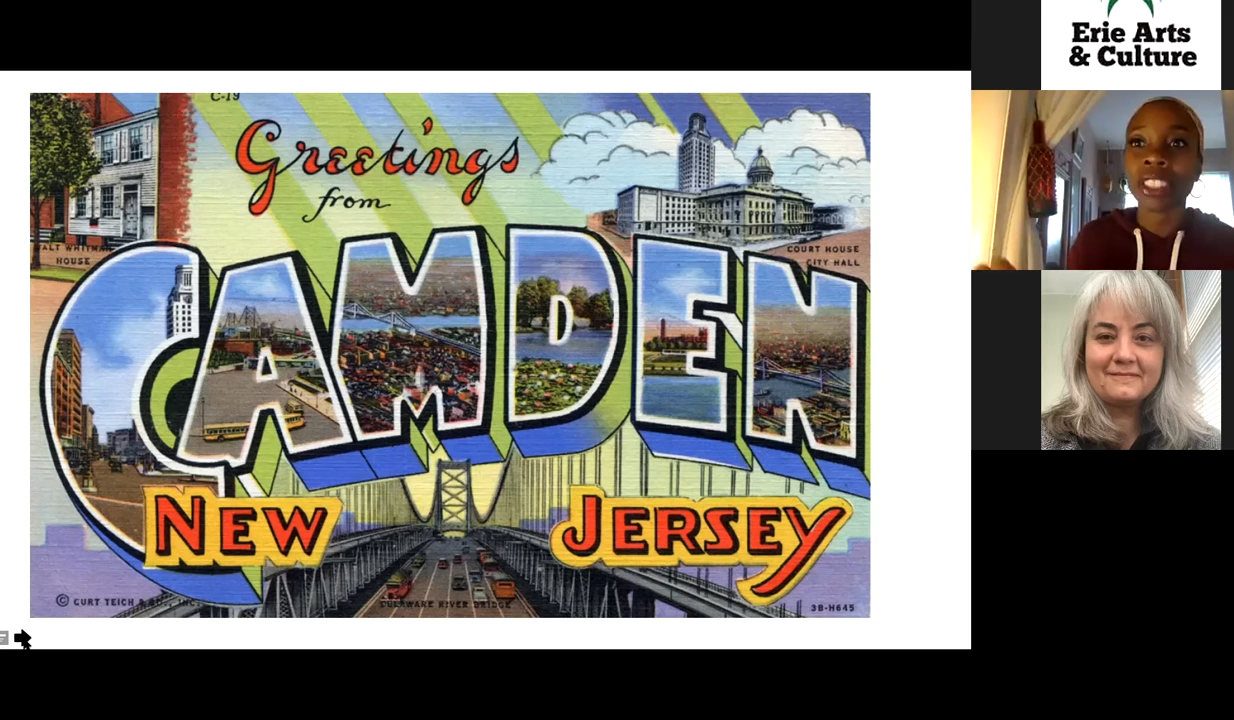 C-19
Greetings
from
WALT WHITMAN
HOUSE
COURT HOUSE
CITY HALL
CAMDEN
NEW JERSEY
© CURT TEICH & CO., INC.
DELAWARE RIVER BRIDGE
3B-H645
Erie Arts
& Culture